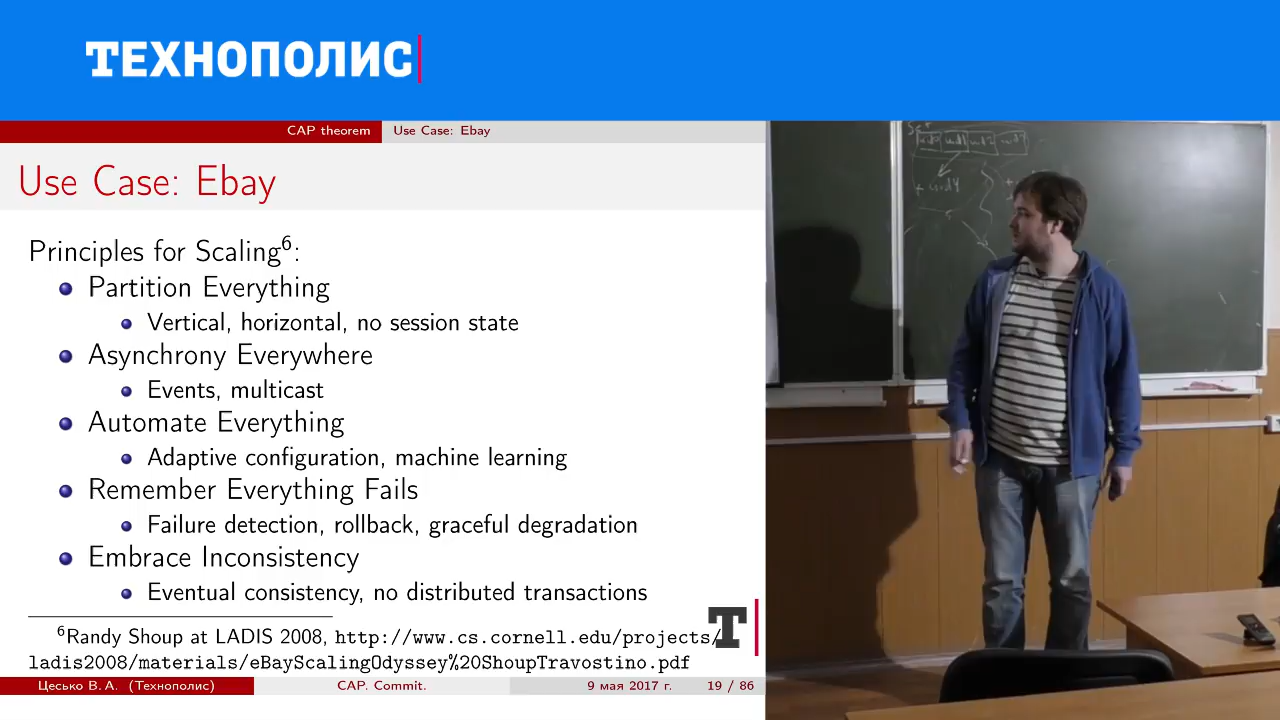 ТЕХНОПОЛИС
CAP theorem Use Case: Ebay
Use Case: Ebay
Principles for Scaling6:
Partition Everything
Vertical, horizontal, no session state
Asynchrony Everywhere
Events, multicast
Automate Everything
Adaptive configuration, machine learning
Remember Everything Fails
Failure detection, rollback, graceful degradation
Embrace Inconsistency
Eventual consistency, no distributed transactions
6Randy Shoup at LADIS 2008, http://www.cs.cornell.edu/projects/
ladis2008/materials/eBayScalingOdyssey%20ShoupTravostino.pdf
T
Цесько В. А. (Технополис) CAP. Commit. 9 мая 2017 г. 19 / 86